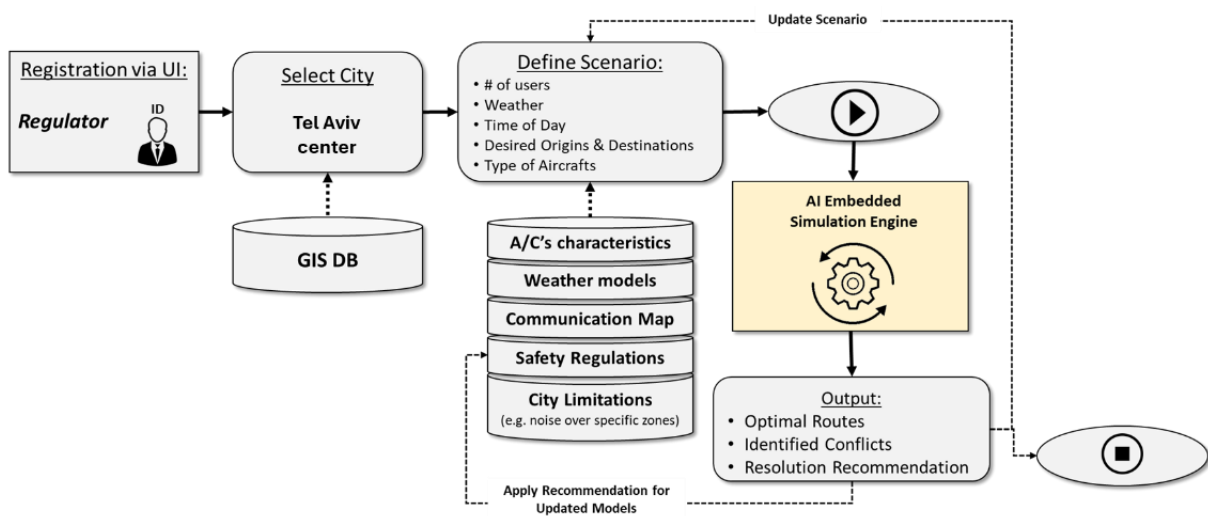 Update Scenario
Registration via UI:
ID
Regulator
Select City
Tel Aviv
center
GIS DB
Define Scenario:
• # of users
• Weather
• Time of Day
• Desired Origins & Destinations
• Type of Aircrafts
A/C's characteristics
Weather models
Communication Map
Safety Regulations
City Limitations
(e.g. noise over specific zones)
AI Embedded
Simulation Engine
Output:
• Optimal Routes
• Identified Conflicts
• Resolution Recommendation
Apply Recommendation for
Updated Models